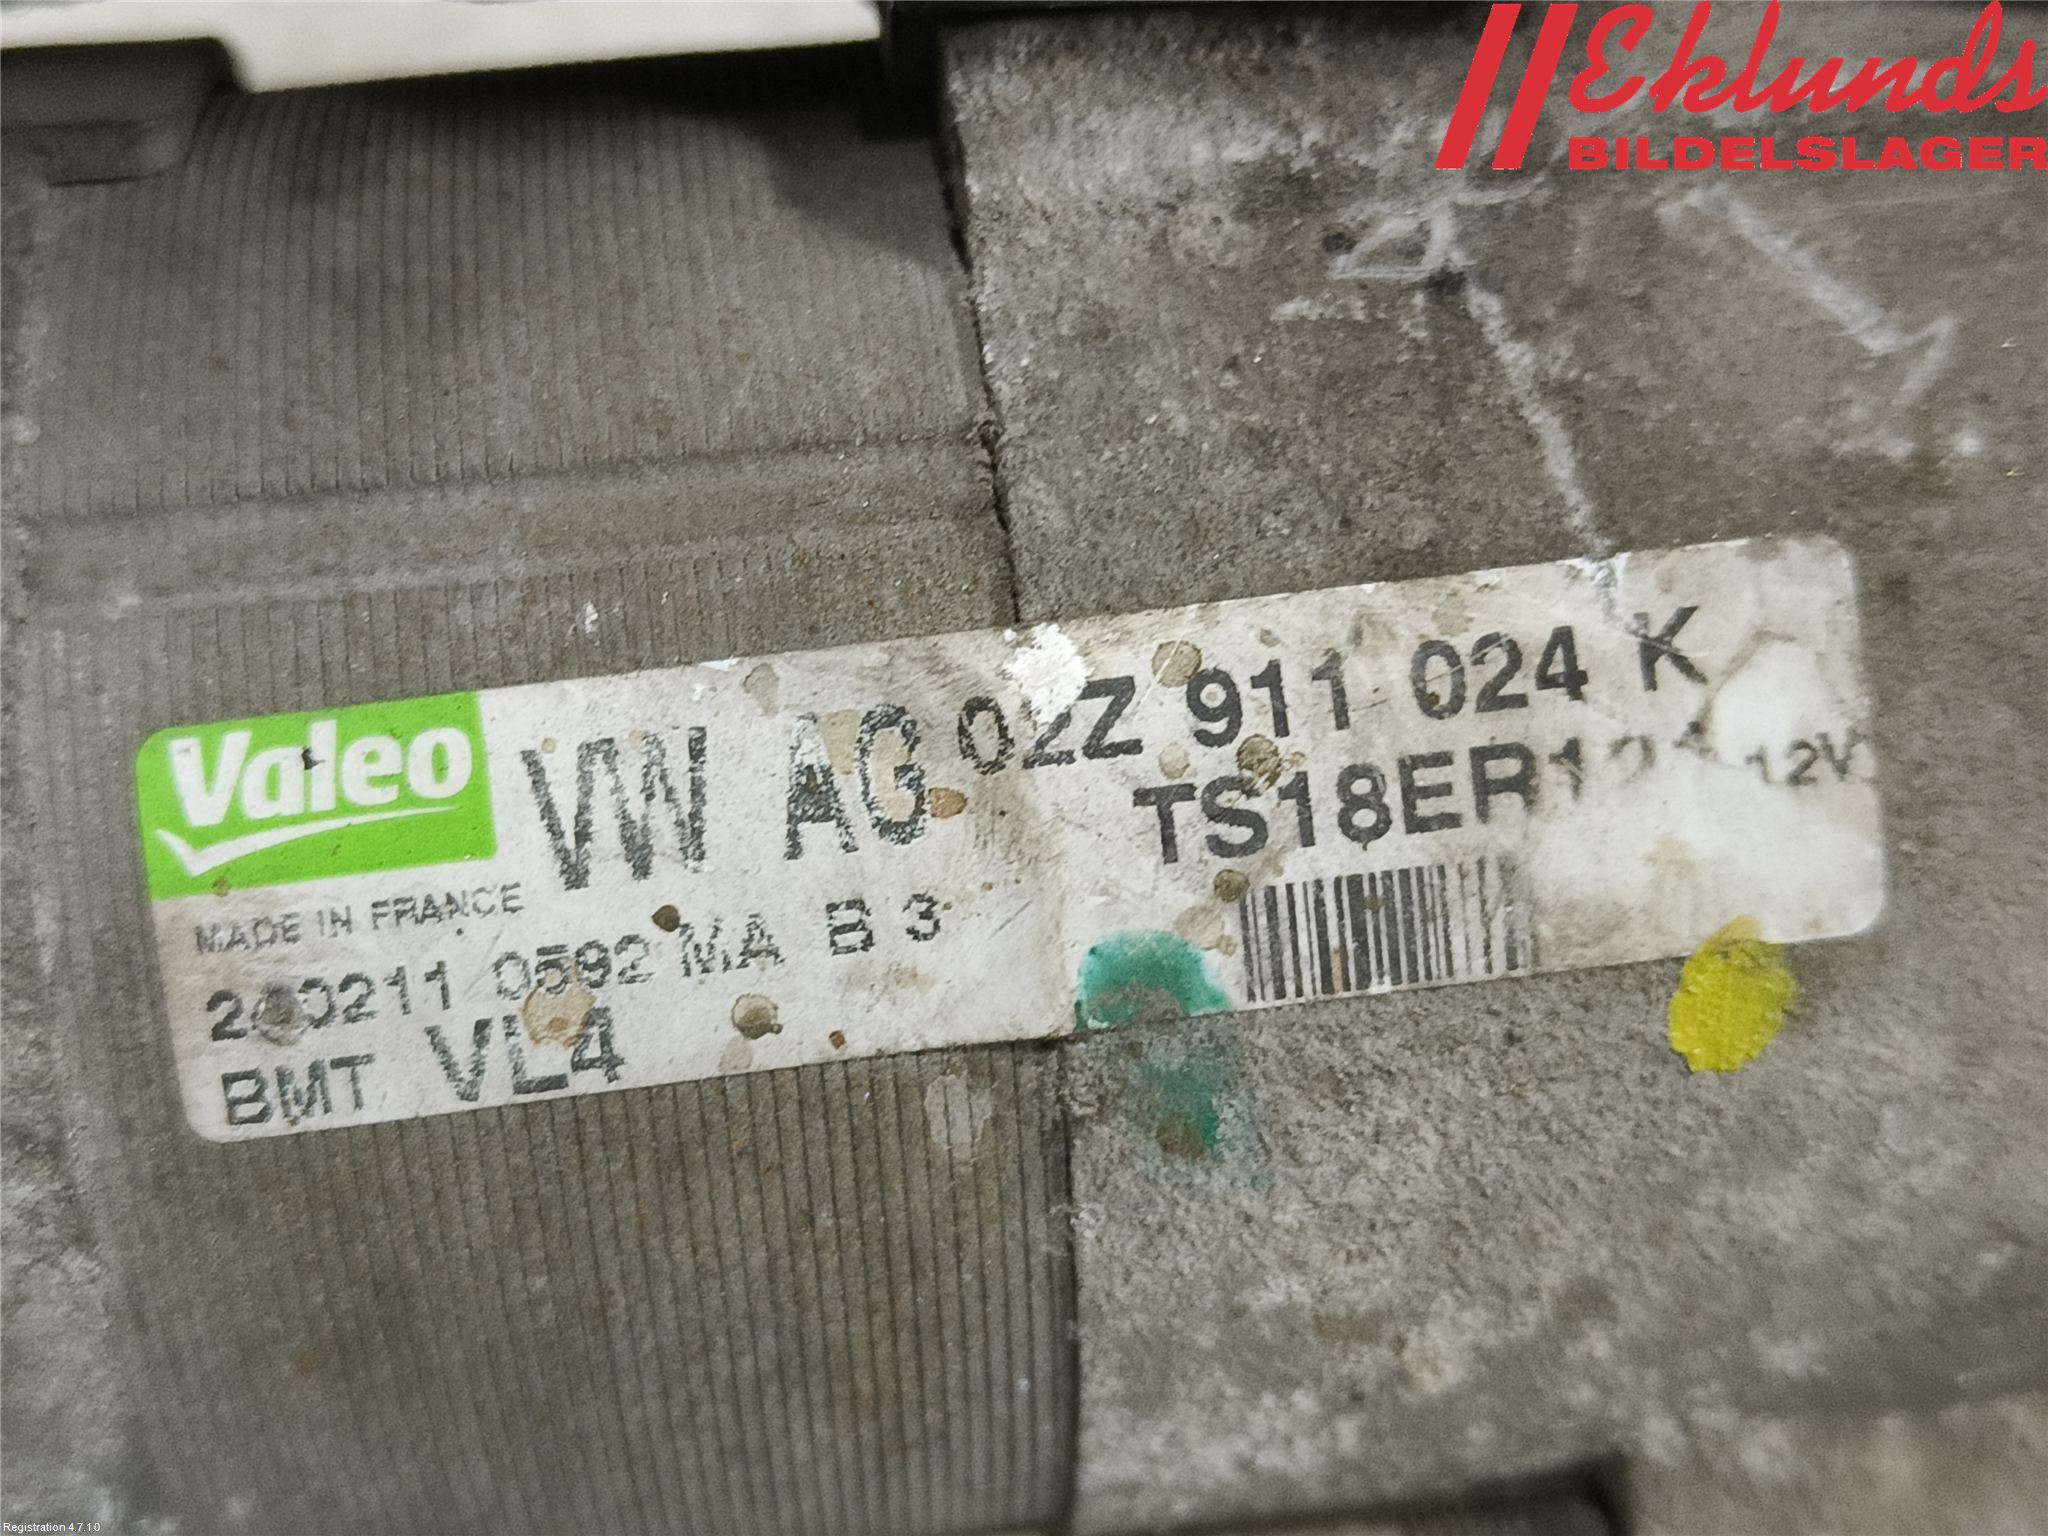 Eklunds
BILDELSLAGER
Valeo
VW AG 02Z 911 024 K
12V
MADE IN FRANCE
0592 MA B 3
BMT VL4
Registration 4.7.1.0